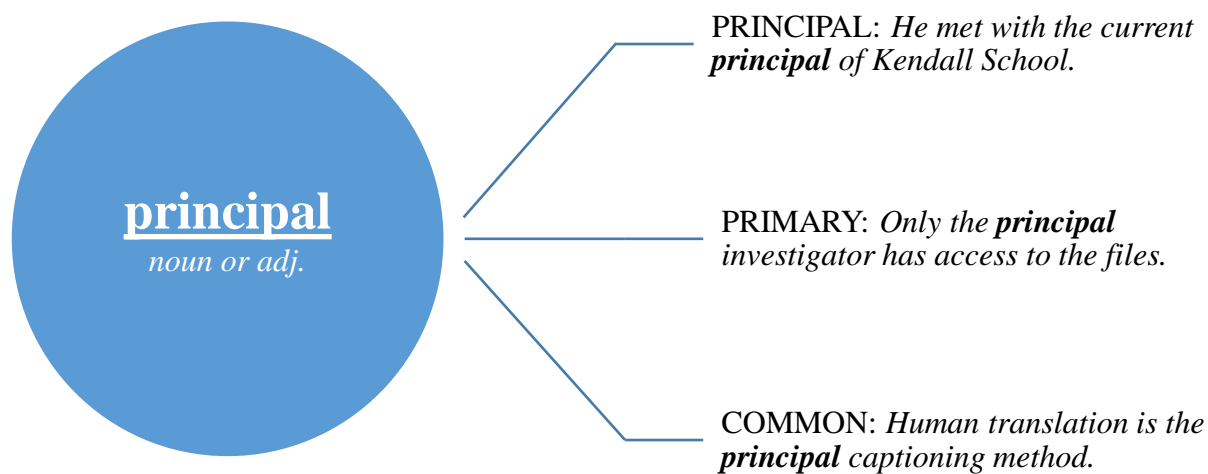 principal
noun or adj.
PRINCIPAL: He met with the current
principal of Kendall School.
PRIMARY: Only the principal
investigator has access to the files.
COMMON: Human translation is the
principal captioning method.